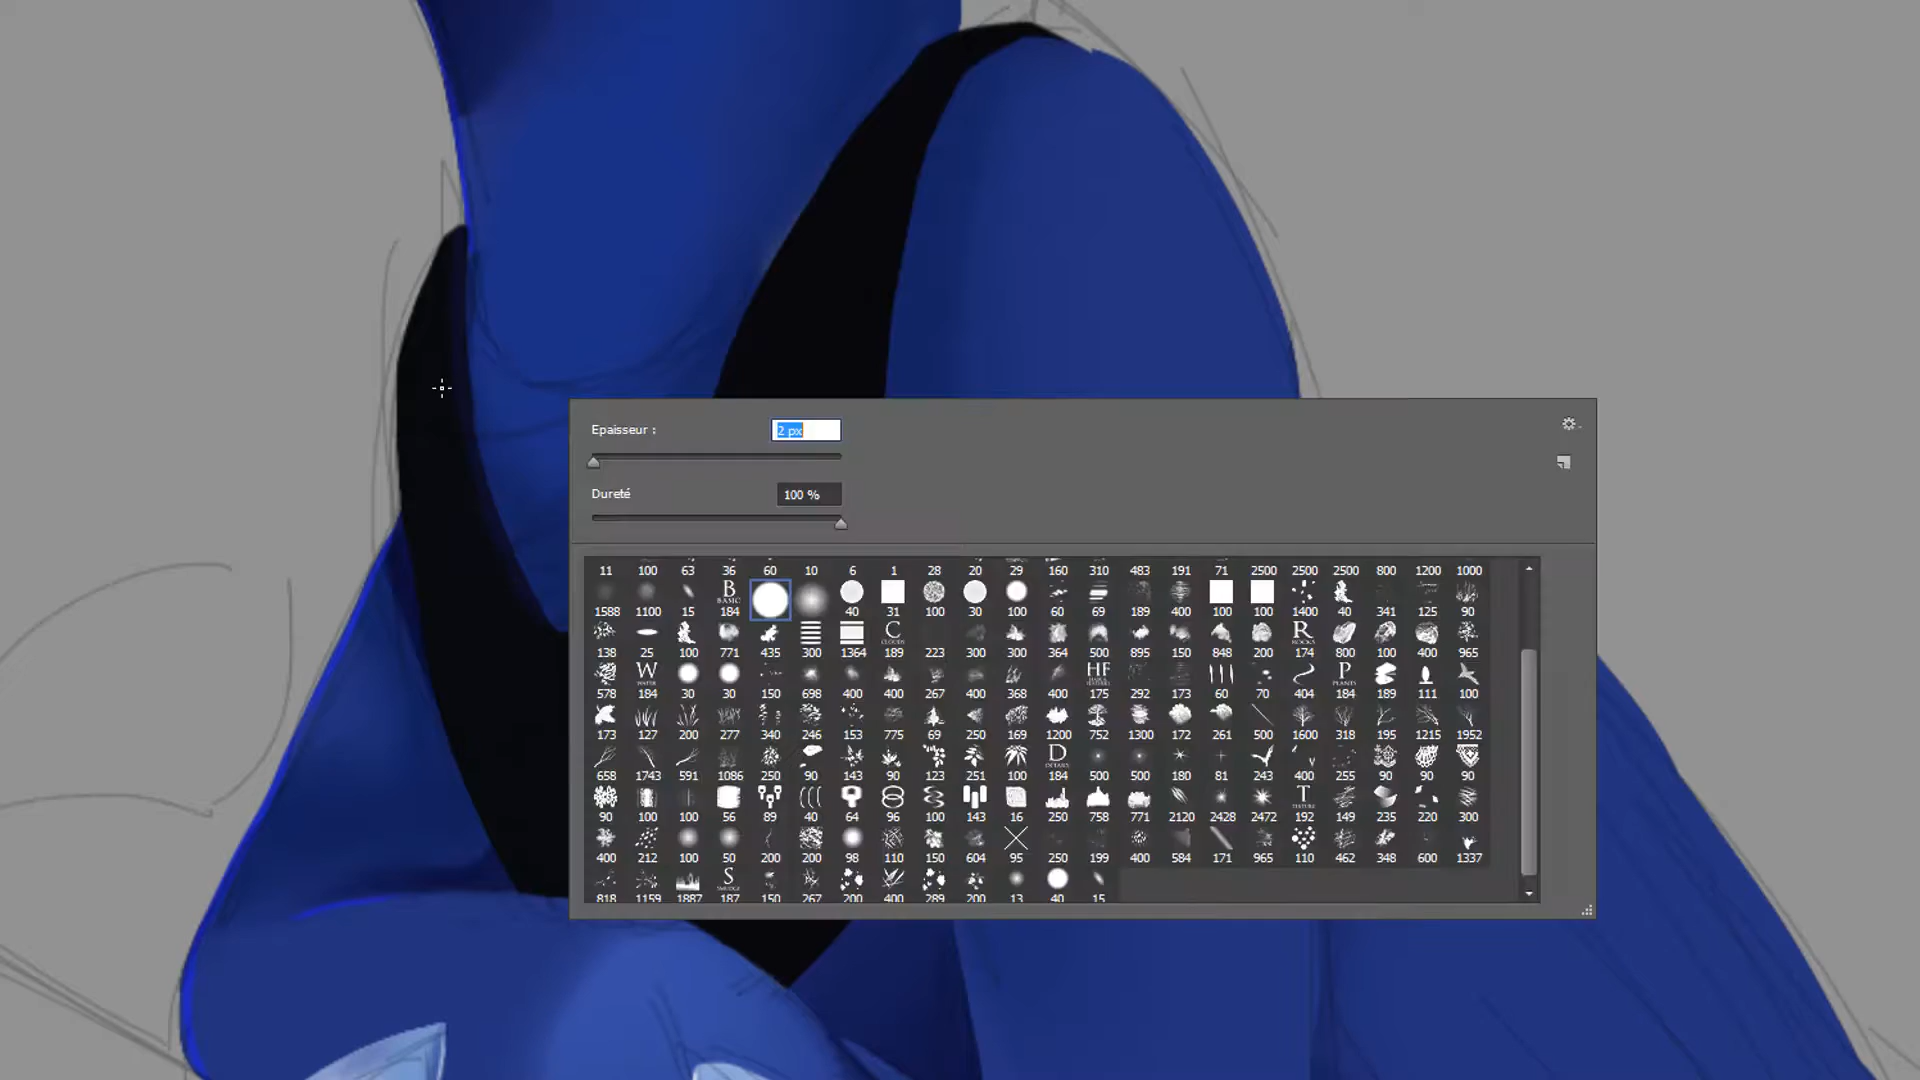 Epaisseur : 2 px
Dureté 100 %
11 100 63 36 60 10 6 1 28 20 29 160 310 483 191 71 2500 2500 2500 800 1200 1000
B
BASIC
1588 1100 15 184 40 31 100 30 100 60 69 189 400 100 100 1400 40 341 125 90
C R
CLOUDS ROCKS
138 25 100 771 435 300 1364 189 223 300 300 364 500 895 150 848 200 174 800 100 400 965
W HF P
WATER PLANTS
578 184 30 30 150 698 400 400 267 400 368 400 175 292 173 60 70 404 184 189 111 100
173 127 200 277 340 246 153 775 69 250 169 1200 752 1300 172 261 500 1600 318 195 1215 1952
D
658 1743 591 1086 250 90 143 90 123 251 100 184 500 500 180 81 243 400 255 90 90 90
T
TEXTURE
90 100 100 56 89 40 64 96 100 143 16 250 758 771 2120 2428 2472 192 149 235 220 300
400 212 100 50 200 200 98 110 150 604 95 250 199 400 584 171 965 110 462 348 600 1337
S
SMUDGE
818 1159 1887 187 150 267 200 400 289 200 13 40 15